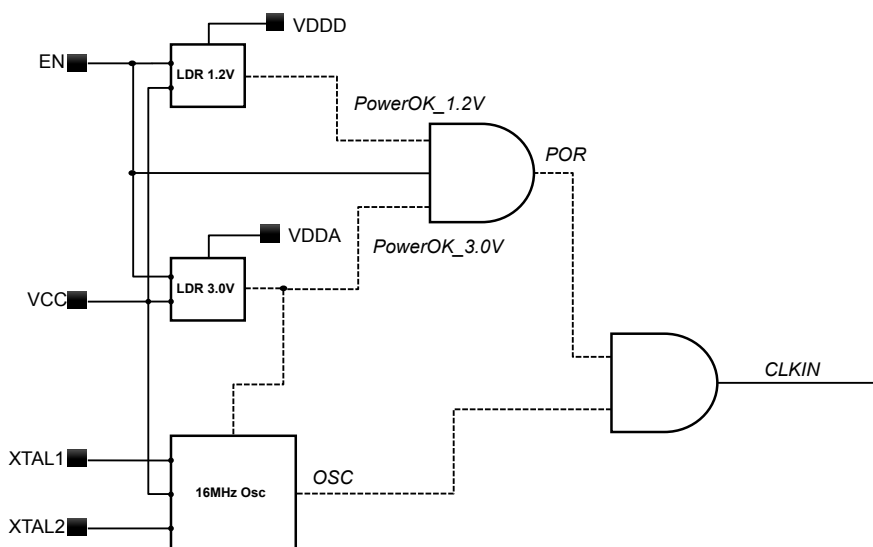 VDDD
EN
LDR 1.2V
PowerOK_1.2V
POR
VDDA
PowerOK_3.0V
LDR 3.0V
VCC
CLKIN
XTAL1
OSC
16MHz Osc
XTAL2